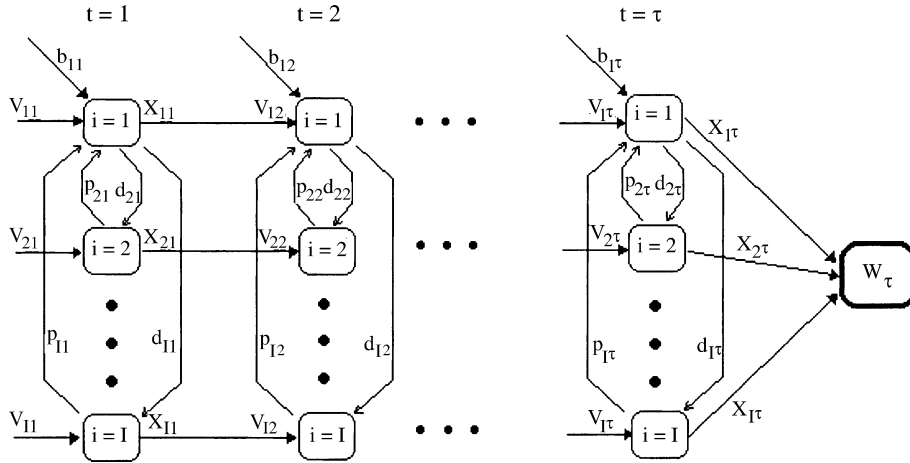 t = 1 t = 2 t = τ
b11 b12 b1τ
V11 i = 1 X11 V12 i = 1 • • • V1τ i = 1 X1τ
p21 d21 p22 d22 p2τ d2τ
V21 i = 2 X21 V22 i = 2 • • • V2τ i = 2 X2τ
Wτ
pI1 dI1 pI2 dI2 pIτ dIτ
VI1 i = I XI1 VI2 i = I • • • VIτ i = I XIτ